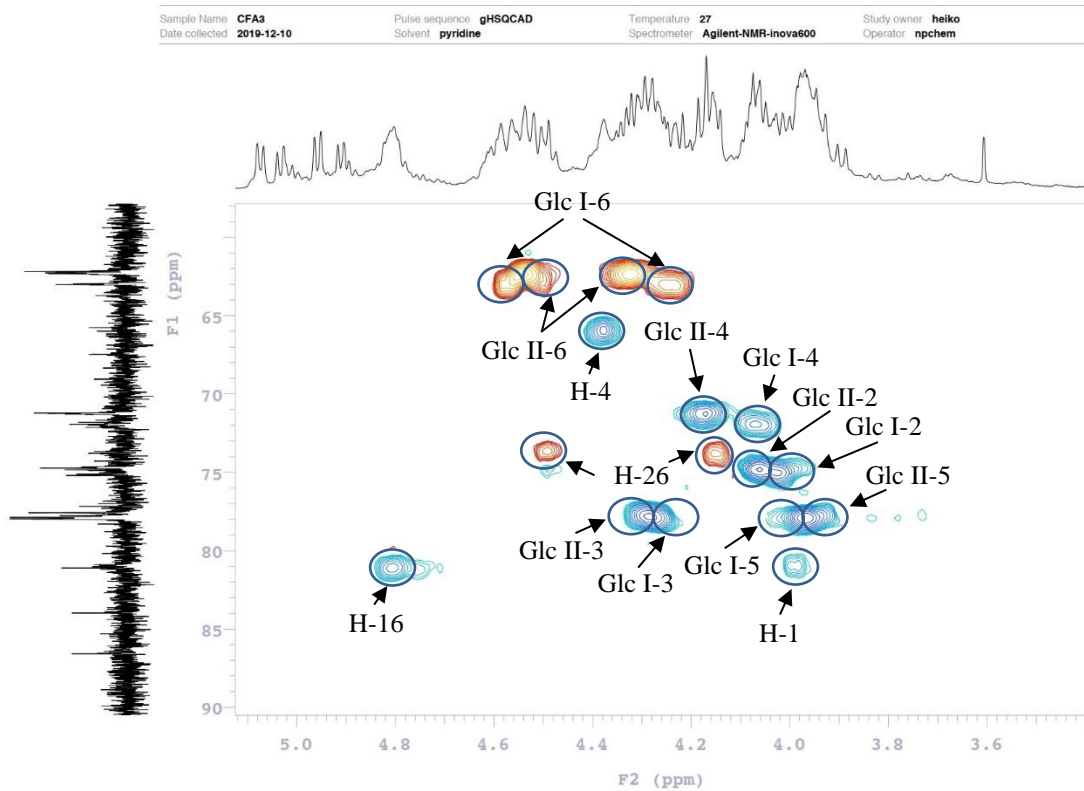 Sample Name CFA3 Pulse sequence gHSQCAD Temperature 27 Study owner heiko
Date collected 2019-12-10 Solvent pyridine Spectrometer Agilent-NMR-inova600 Operator npchem
Glc I-6
Glc II-6
H-4
Glc II-4
Glc I-4
Glc II-2
Glc I-2
H-26
Glc II-5
Glc II-3
Glc I-3
Glc I-5
H-16
H-1
F1 (ppm)
65
70
75
80
85
90
5.0 4.8 4.6 4.4 4.2 4.0 3.8 3.6
F2 (ppm)